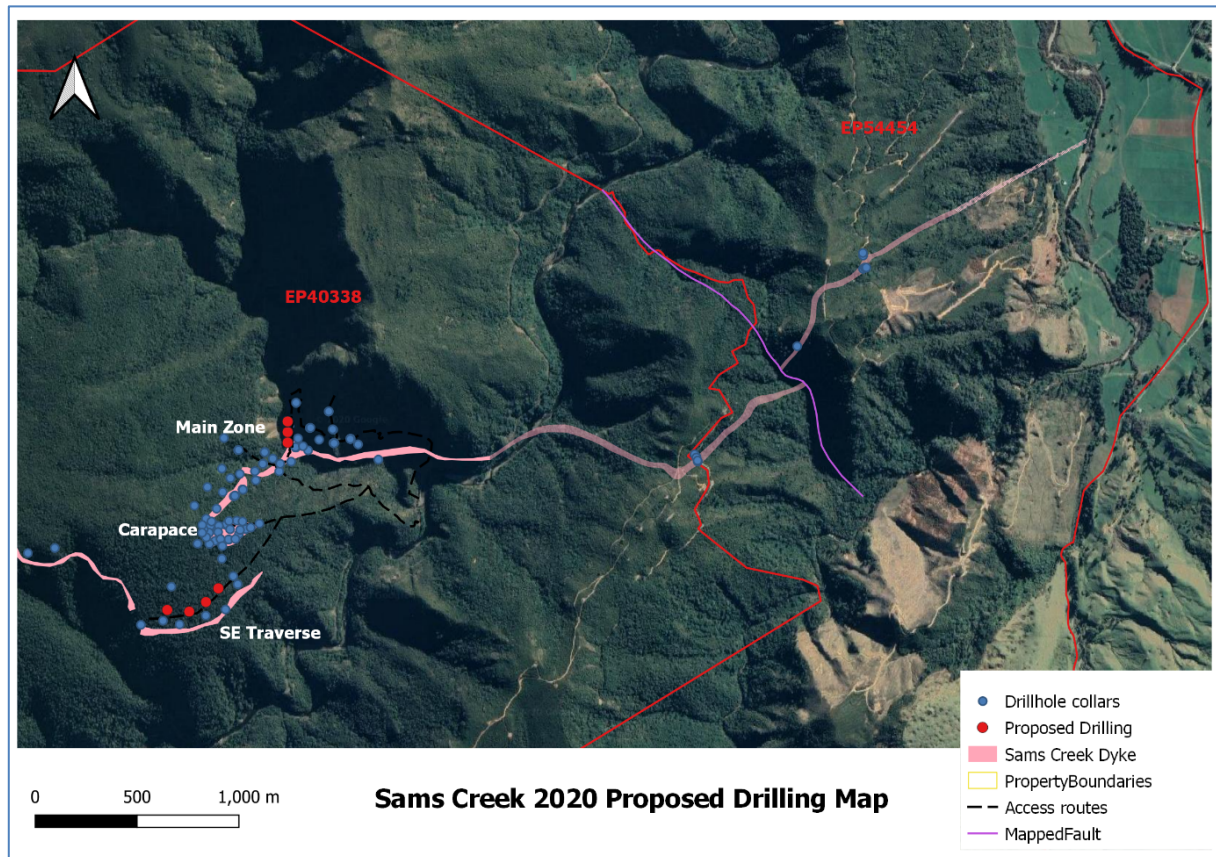 EP54454
EP40338
Main Zone
Carapace
SE Traverse
Drillhole collars
Proposed Drilling
Sams Creek Dyke
PropertyBoundaries
Access routes
MappedFault
0 500 1,000 m
Sams Creek 2020 Proposed Drilling Map